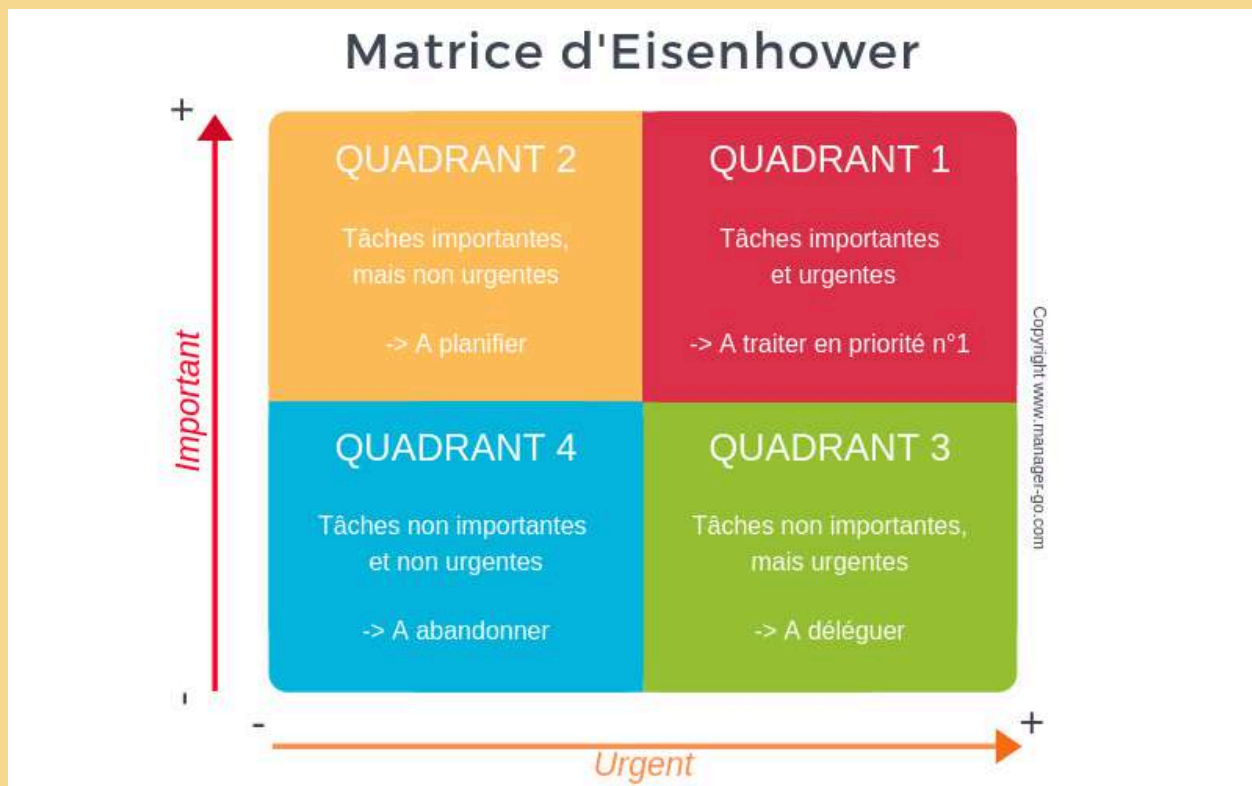 Matrice d'Eisenhower
+
QUADRANT 2
Tâches importantes,
mais non urgentes
-> A planifier
QUADRANT 1
Tâches importantes
et urgentes
-> A traiter en priorité n°1
Important
QUADRANT 4
Tâches non importantes
et non urgentes
-> A abandonner
QUADRANT 3
Tâches non importantes,
mais urgentes
-> A déléguer
Copyright www.manager-go.com
-
-
+
Urgent